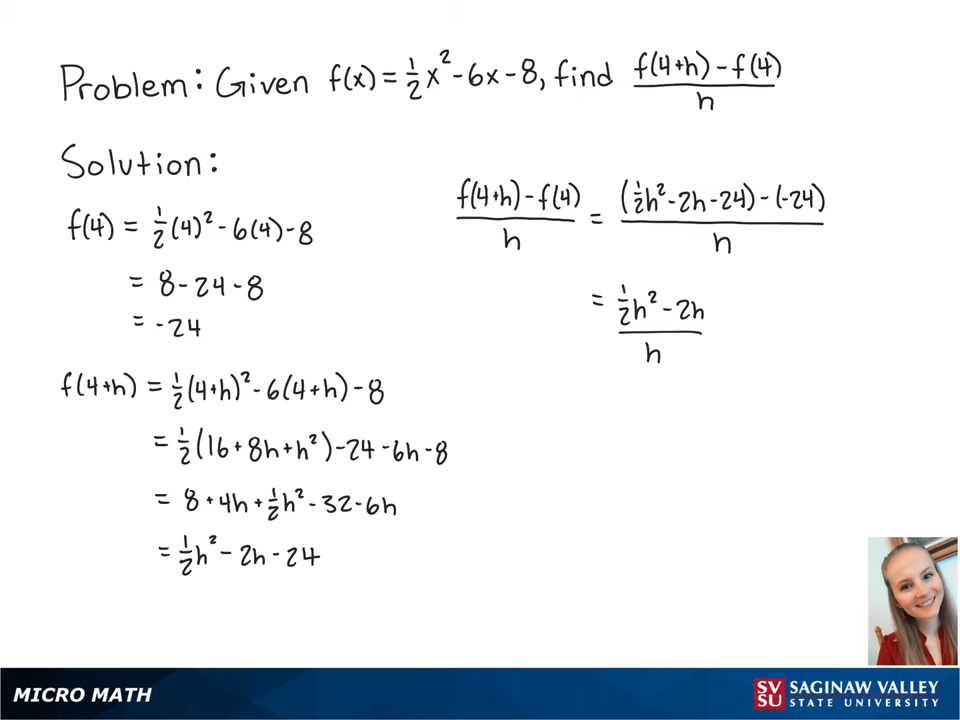 Problem: Given f(x) = ½x² - 6x - 8, find (f(4+h) - f(4))/h
Solution:
f(4) = ½(4)² - 6(4) - 8
= 8 - 24 - 8
= -24
f(4+h) = ½(4+h)² - 6(4+h) - 8
= ½(16 + 8h + h²) - 24 - 6h - 8
= 8 + 4h + ½h² - 32 - 6h
= ½h² - 2h - 24
(f(4+h) - f(4))/h = ((½h² - 2h - 24) - (-24))/h
= (½h² - 2h)/h
MICRO MATH
SV
SU
SAGINAW VALLEY
STATE UNIVERSITY